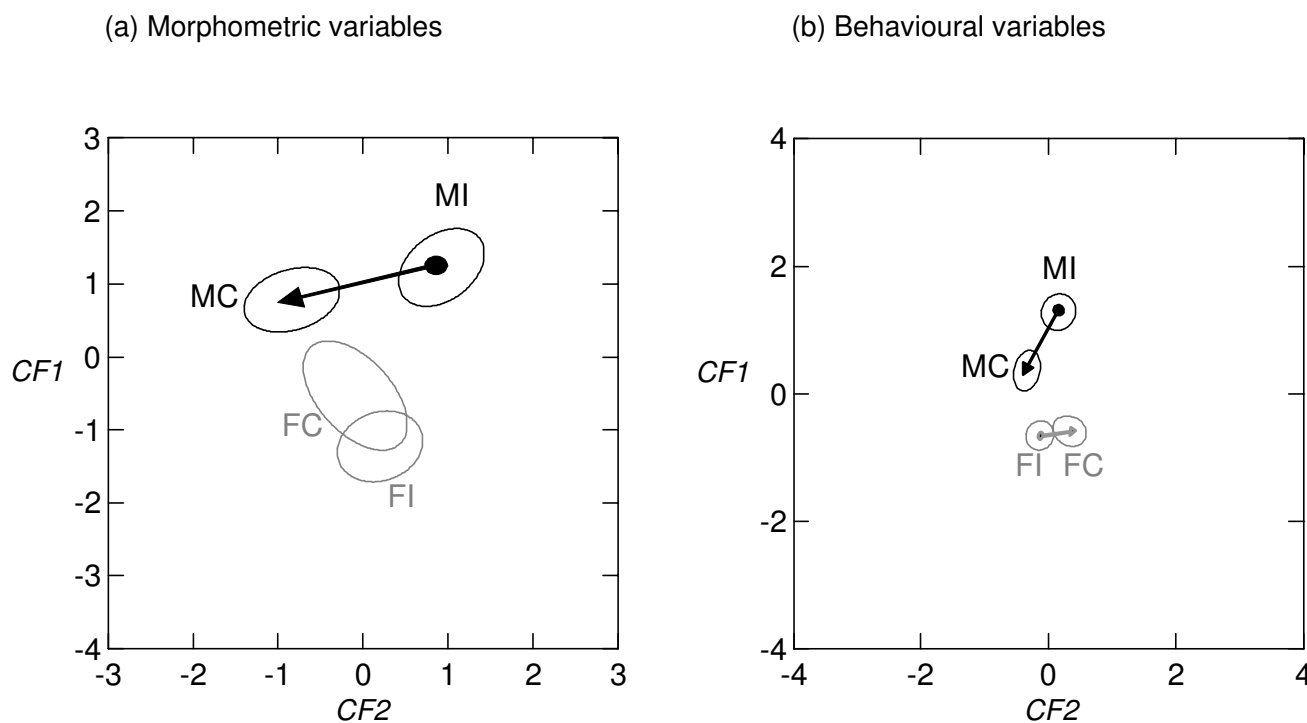 (a) Morphometric variables
(b) Behavioural variables
3
2
1
0
-1
-2
-3
-4
CF1
MI
MC
FC
FI
-3
-2
-1
0
1
2
3
CF2
4
2
0
-2
-4
CF1
MI
MC
FI
FC
-4
-2
0
2
4
CF2